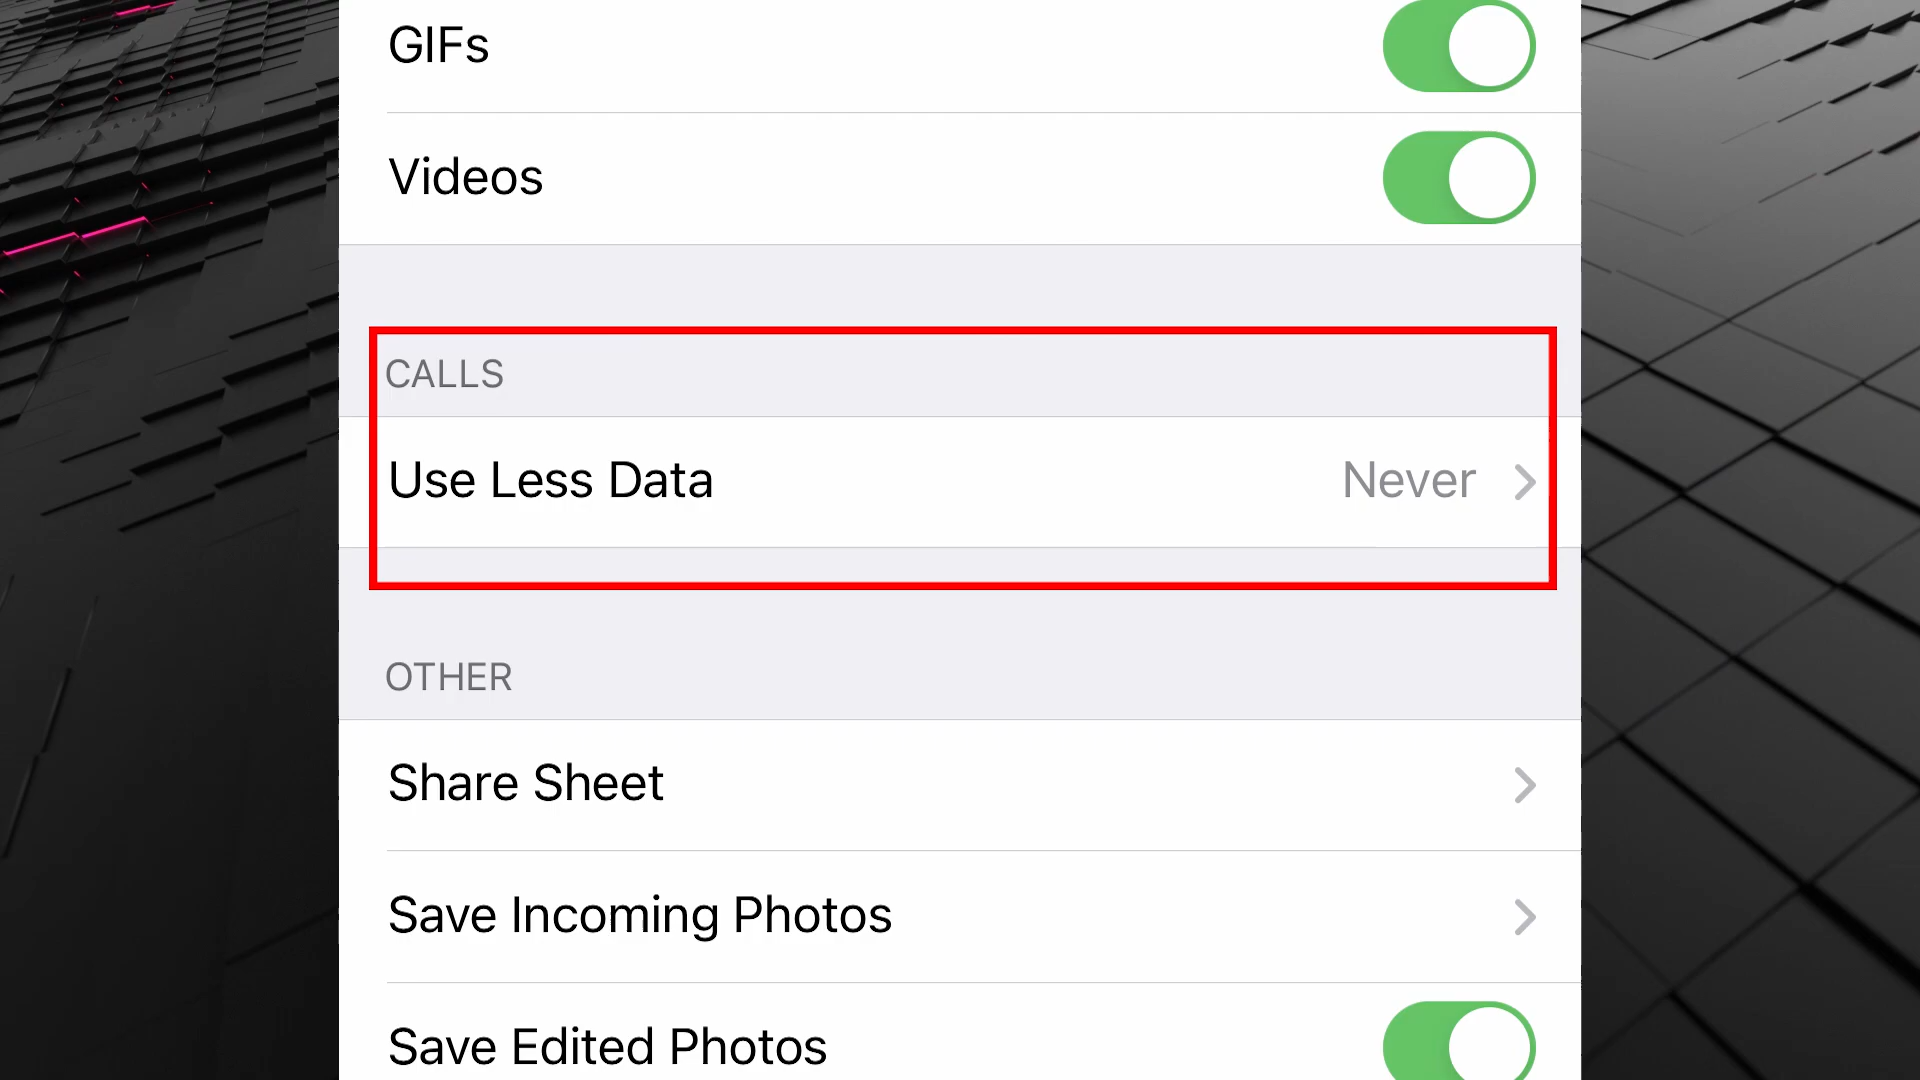 GIFs
Videos
CALLS
Use Less Data Never
OTHER
Share Sheet
Save Incoming Photos
Save Edited Photos